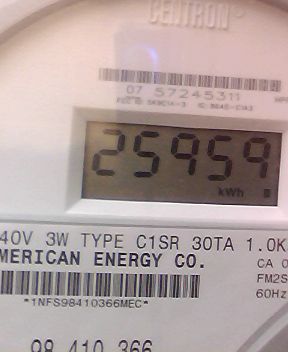 CENTRON®
07 57245311
25959
kWh
40V 3W TYPE C1SR 30TA 1.0K
MERICAN ENERGY CO.
CA 0
FM2S
60Hz
*1NFS98410366MEC*
98 410 366